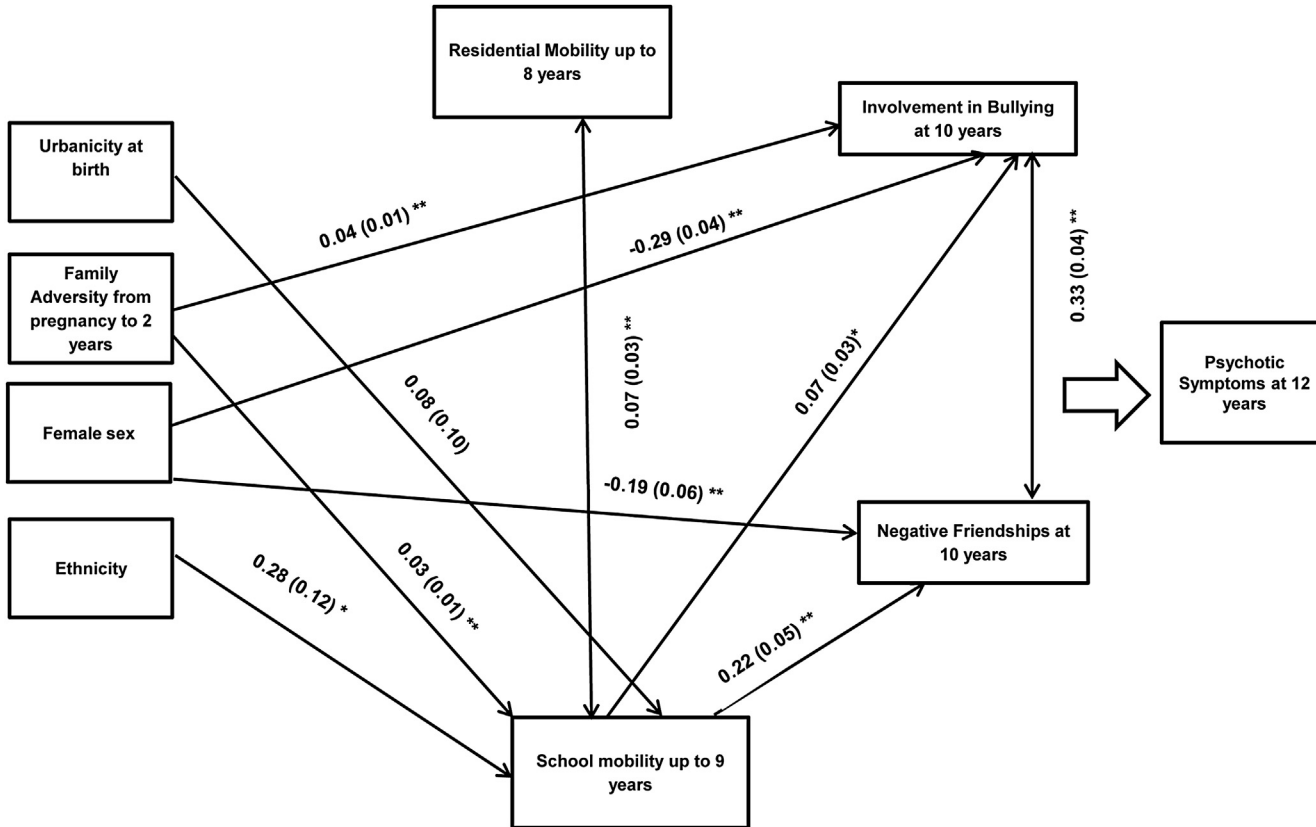 Residential Mobility up to
8 years
Involvement in Bullying
at 10 years
Urbanicity at
birth
0.04 (0.01) **
-0.29 (0.04) **
0.33 (0.04) **
Family
Adversity from
pregnancy to 2
years
0.07 (0.03) **
0.07 (0.03)*
Psychotic
Symptoms at 12
years
0.08 (0.10)
Female sex
-0.19 (0.06) **
Negative Friendships at
10 years
Ethnicity
0.28 (0.12) *
0.03 (0.01) **
0.22 (0.05) **
School mobility up to 9
years